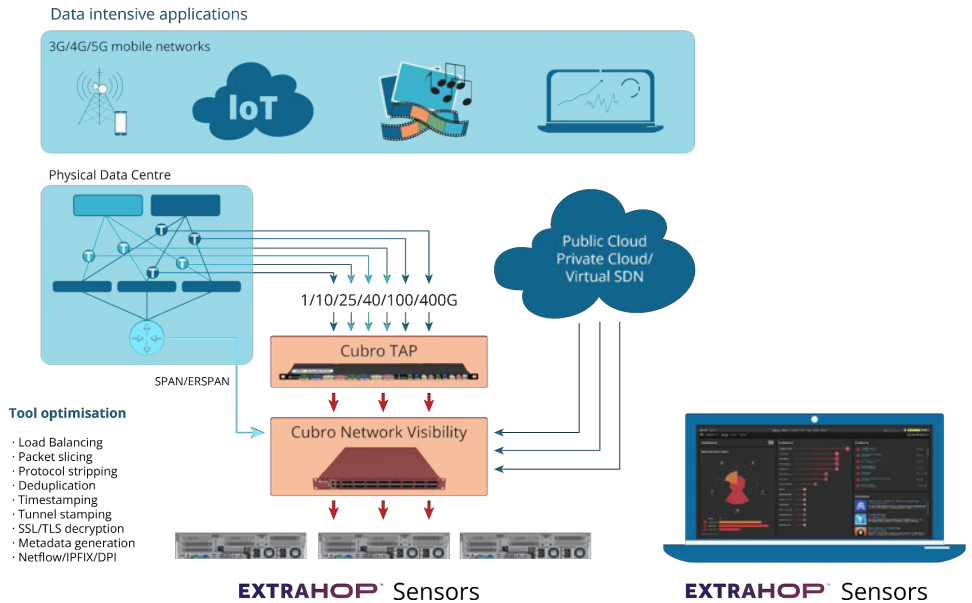 Data intensive applications
3G/4G/5G mobile networks
IoT
Physical Data Centre
T
T
T
T
T
T
Public Cloud
Private Cloud/
Virtual SDN
1/10/25/40/100/400G
Cubro TAP
SPAN/ERSPAN
Tool optimisation
· Load Balancing
· Packet slicing
· Protocol stripping
· Deduplication
· Timestamping
· Tunnel stamping
· SSL/TLS decryption
· Metadata generation
· Netflow/IPFIX/DPI
Cubro Network Visibility
EXTRAHOP™ Sensors
EXTRAHOP™ Sensors